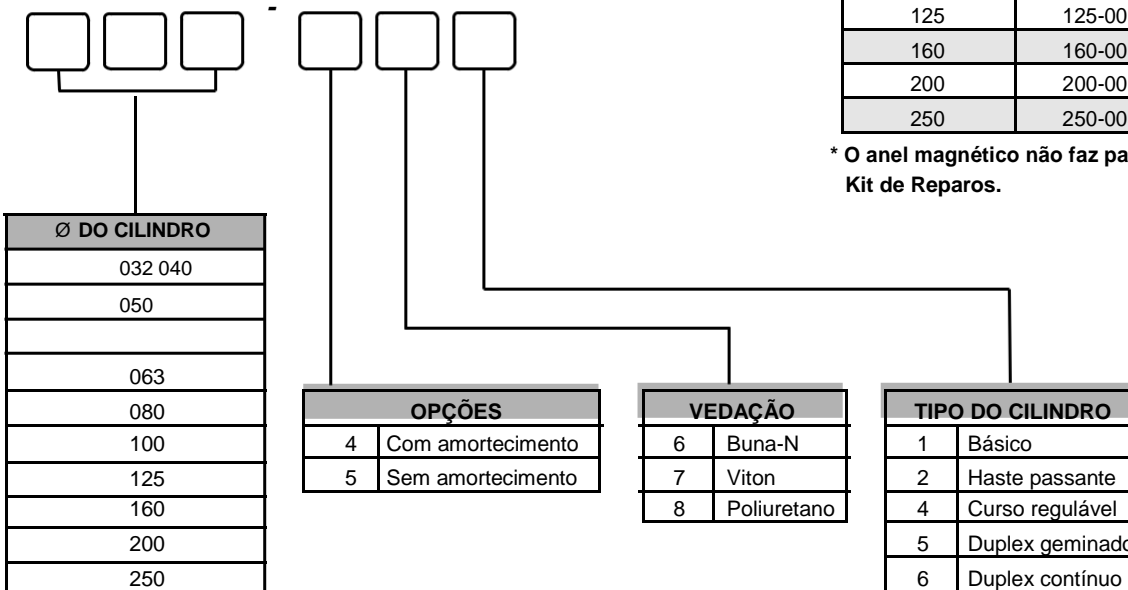 -
125 125-00
160 160-00
200 200-00
250 250-00
* O anel magnético não faz pa
Kit de Reparos.
Ø DO CILINDRO
032 040
050
063
080
100
125
160
200
250
OPÇÕES
4 Com amortecimento
5 Sem amortecimento
VEDAÇÃO
6 Buna-N
7 Viton
8 Poliuretano
TIPO DO CILINDRO
1 Básico
2 Haste passante
4 Curso regulável
5 Duplex geminado
6 Duplex contínuo